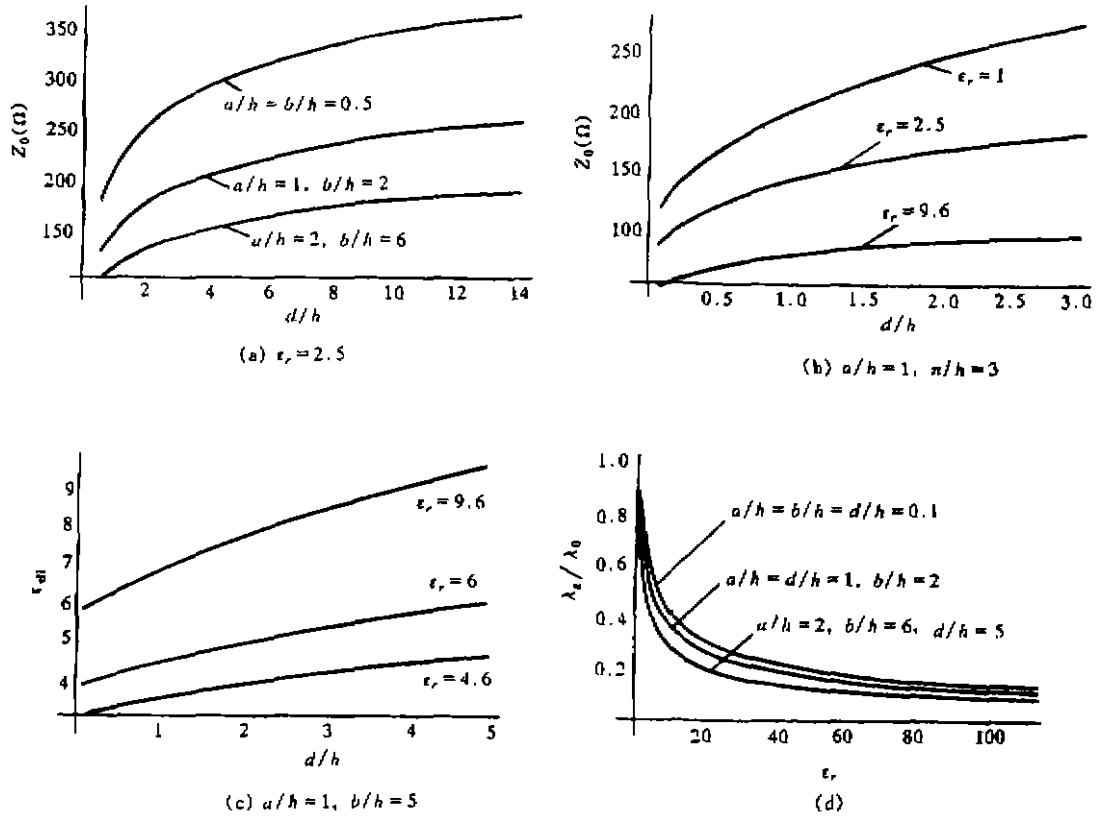 350
300
250
200
150
Z₀(Ω)
a/h = b/h = 0.5
a/h = 1, b/h = 2
a/h = 2, b/h = 6
2 4 6 8 10 12 14
d/h
(a) εᵣ = 2.5
250
200
150
100
Z₀(Ω)
εᵣ = 1
εᵣ = 2.5
εᵣ = 9.6
0.5 1.0 1.5 2.0 2.5 3.0
d/h
(b) a/h = 1, π/h = 3
9
8
7
6
5
4
εᵣ = 9.6
εᵣ = 6
εᵣ = 4.6
1 2 3 4 5
d/h
(c) a/h = 1, b/h = 5
1.0
0.8
0.6
0.4
0.2
a/h = b/h = d/h = 0.1
a/h = d/h = 1, b/h = 2
a/h = 2, b/h = 6, d/h = 5
20 40 60 80 100
εᵣ
(d)